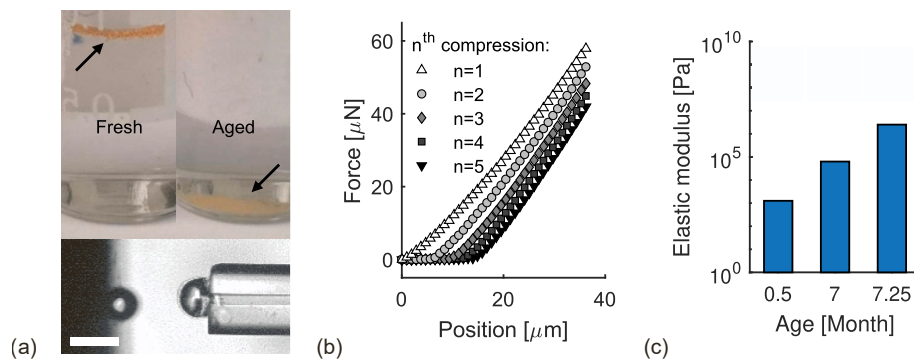 Fresh
Aged
(a)
nth compression:
n=1
n=2
n=3
n=4
n=5
Force [μN]
60
40
20
0
0 20 40
Position [μm]
(b)
Elastic modulus [Pa]
10^10
10^5
10^0
0.5 7 7.25
Age [Month]
(c)